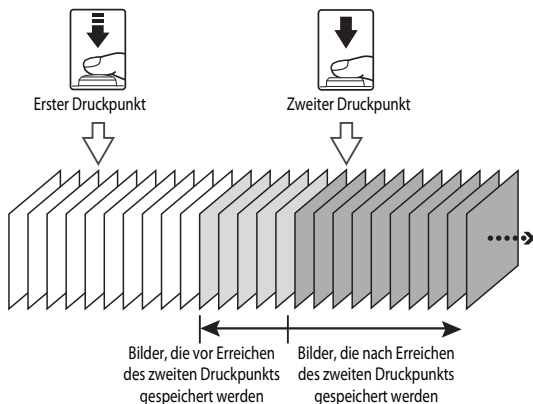 Erster Druckpunkt
Zweiter Druckpunkt
Bilder, die vor Erreichen
des zweiten Druckpunkts
gespeichert werden
Bilder, die nach Erreichen
des zweiten Druckpunkts
gespeichert werden